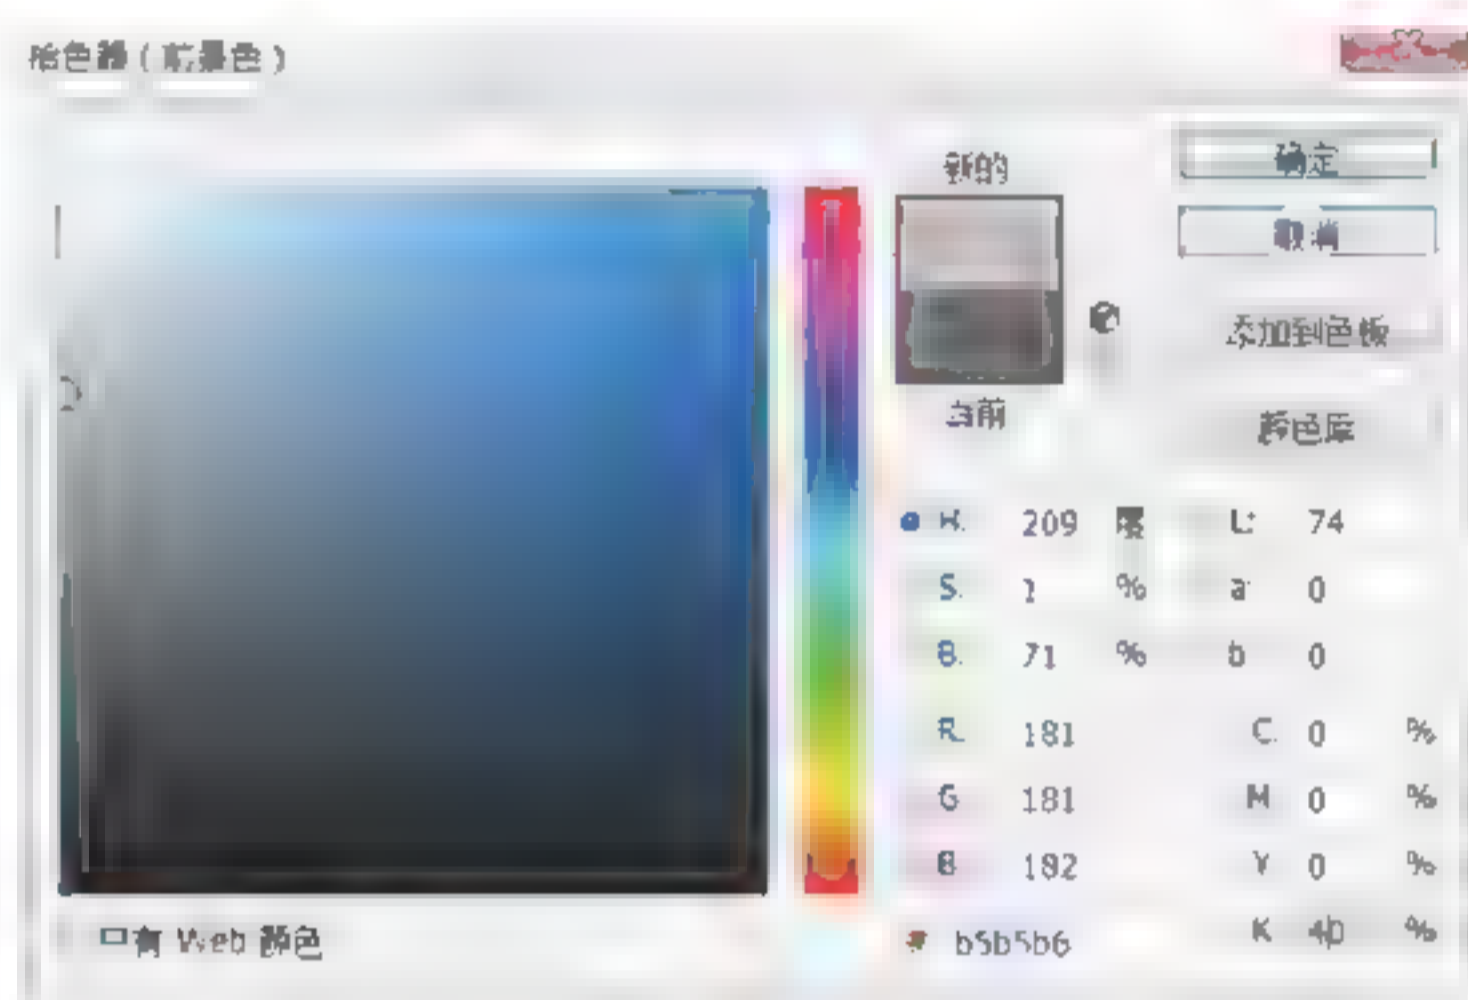 拾色器（前景色）
新的
确定
取消
添加到色板
当前
颜色库
H: 209 度
S: 1 %
B: 71 %
R: 181
G: 181
B: 182
L: 74
a: 0
b: 0
C: 0 %
M: 0 %
Y: 0 %
K: 40 %
有 Web 颜色
# b5b5b6